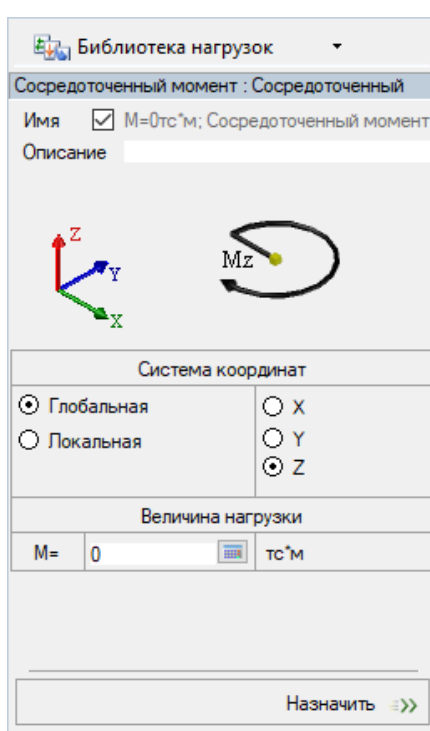 Библиотека нагрузок
Сосредоточенный момент : Сосредоточенный
Имя M=0тс*м; Сосредоточенный момент
Описание
Z
Y
X
Mz
Система координат
Глобальная X
Локальная Y
Z
Величина нагрузки
M= 0 тс*м
Назначить